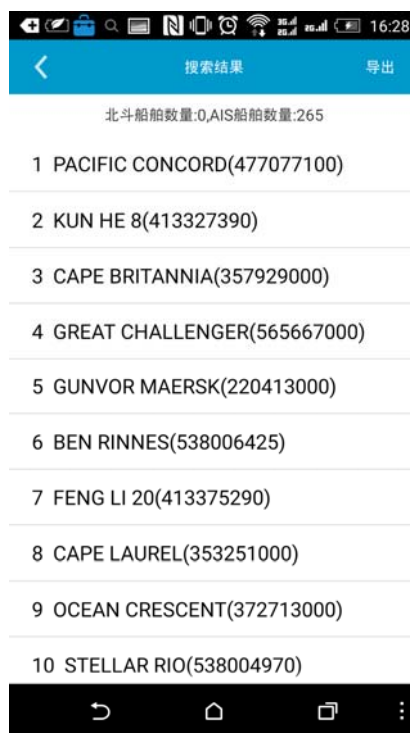 16:28
搜索结果
导出
北斗船舶数量:0,AIS船舶数量:265
1 PACIFIC CONCORD(477077100)
2 KUN HE 8(413327390)
3 CAPE BRITANNIA(357929000)
4 GREAT CHALLENGER(565667000)
5 GUNVOR MAERSK(220413000)
6 BEN RINNES(538006425)
7 FENG LI 20(413375290)
8 CAPE LAUREL(353251000)
9 OCEAN CRESCENT(372713000)
10 STELLAR RIO(538004970)